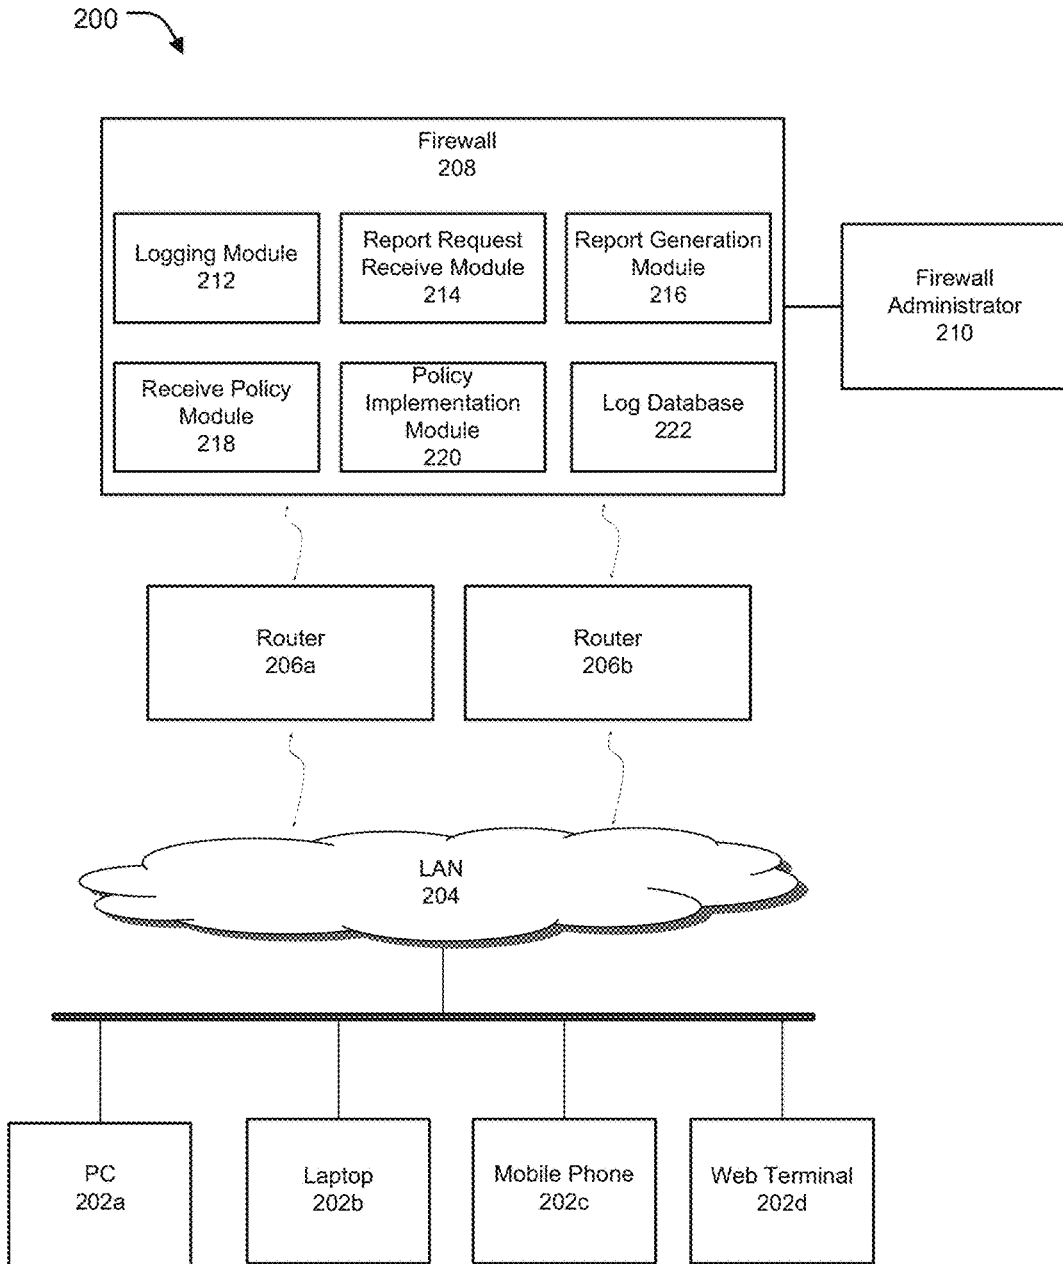 200
Firewall
208
Logging Module
212
Report Request
Receive Module
214
Report Generation
Module
216
Firewall
Administrator
210
Receive Policy
Module
218
Policy
Implementation
Module
220
Log Database
222
Router
206a
Router
206b
LAN
204
PC
202a
Laptop
202b
Mobile Phone
202c
Web Terminal
202d